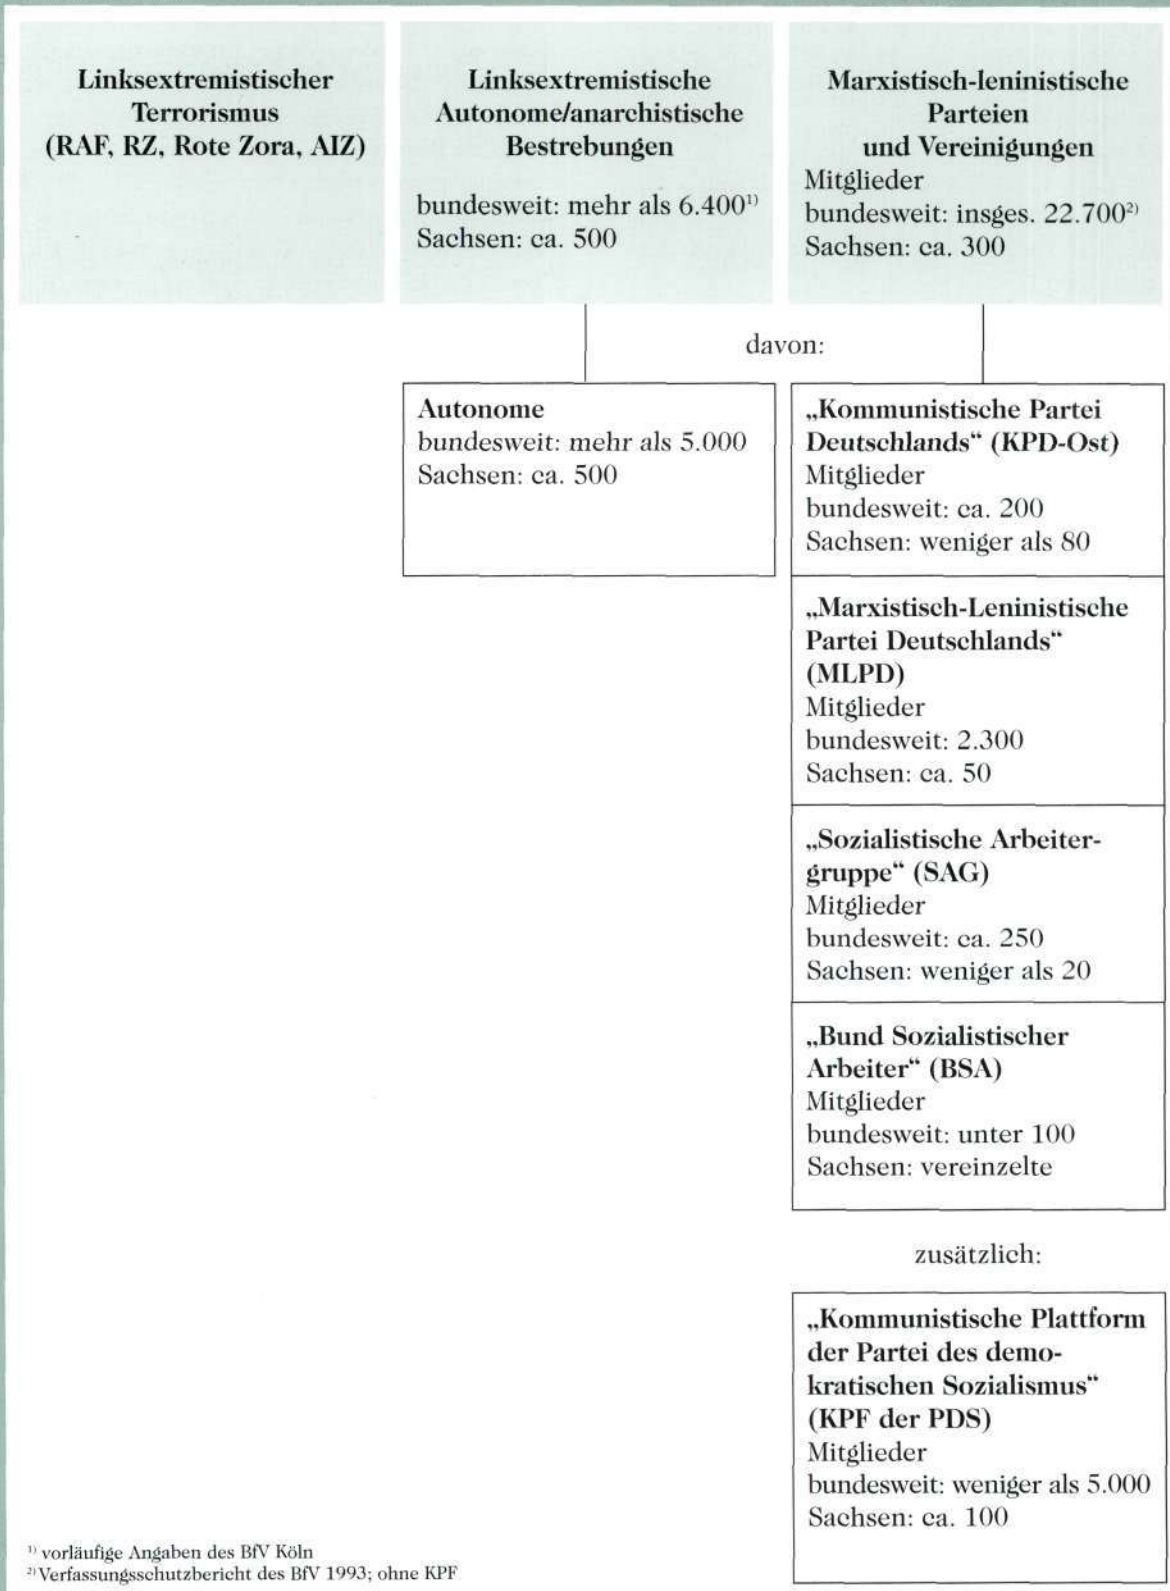 Linksextremistischer
Terrorismus
(RAF, RZ, Rote Zora, AIZ)
Linksextremistische
Autonome/anarchistische
Bestrebungen
bundesweit: mehr als 6.400¹⁾
Sachsen: ca. 500
Marxistisch-leninistische
Parteien
und Vereinigungen
Mitglieder
bundesweit: insges. 22.700²⁾
Sachsen: ca. 300
davon:
Autonome
bundesweit: mehr als 5.000
Sachsen: ca. 500
„Kommunistische Partei
Deutschlands“ (KPD-Ost)
Mitglieder
bundesweit: ca. 200
Sachsen: weniger als 80
„Marxistisch-Leninistische
Partei Deutschlands“
(MLPD)
Mitglieder
bundesweit: 2.300
Sachsen: ca. 50
„Sozialistische Arbeiter-
gruppe“ (SAG)
Mitglieder
bundesweit: ca. 250
Sachsen: weniger als 20
„Bund Sozialistischer
Arbeiter“ (BSA)
Mitglieder
bundesweit: unter 100
Sachsen: vereinzelte
zusätzlich:
„Kommunistische Plattform
der Partei des demo-
kratischen Sozialismus“
(KPF der PDS)
Mitglieder
bundesweit: weniger als 5.000
Sachsen: ca. 100
¹⁾ vorläufige Angaben des BfV Köln
²⁾ Verfassungsschutzbericht des BfV 1993; ohne KPF